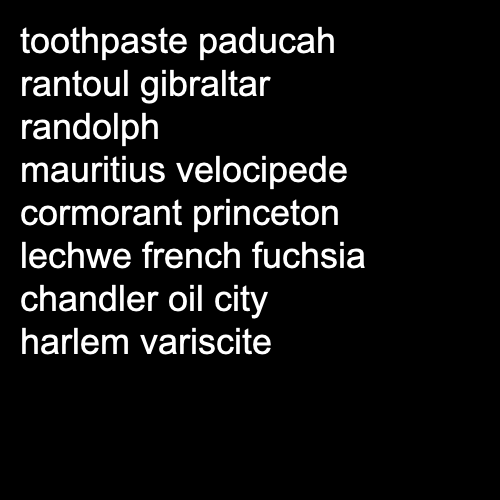 toothpaste paducah
rantoul gibraltar
randolph
mauritius velocipede
cormorant princeton
lechwe french fuchsia
chandler oil city
harlem variscite